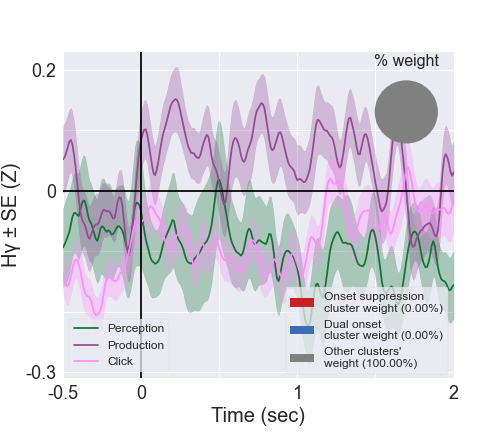 % weight
0.2
0
-0.3
Hγ ± SE (Z)
Perception
Production
Click
Onset suppression
cluster weight (0.00%)
Dual onset
cluster weight (0.00%)
Other clusters'
weight (100.00%)
-0.5
0
1
2
Time (sec)